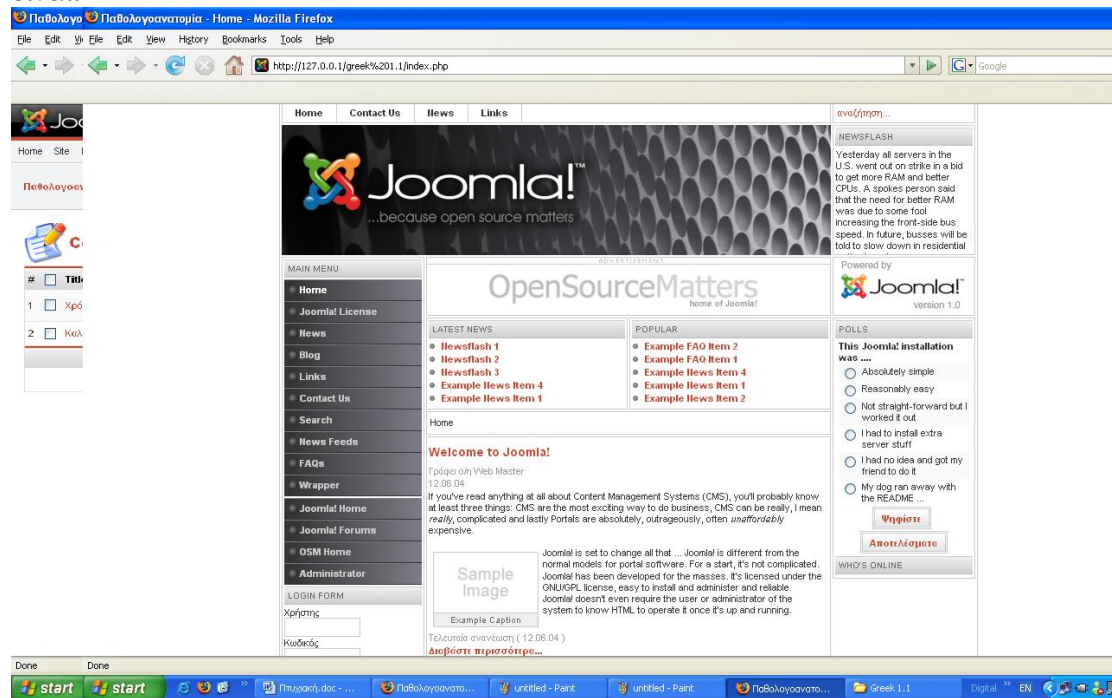 Παθολογο Παθολογοανατομία - Home - Mozilla Firefox
File Edit File Edit View History Bookmarks Tools Help
http://127.0.0.1/greek%201.1/index.php
Google
Joo
Home Site
Παθολογοαν
C
# Title
1 Χρό
2 Καλ
Home Contact Us News Links
αναζήτηση...
Joomla!™
...because open source matters
NEWSFLASH
Yesterday all servers in the
U.S. went out on strike in a bid
to get more RAM and better
CPUs. A spokes person said
that the need for better RAM
was due to some fool
increasing the front-side bus
speed. In future, busses will be
told to slow down in residential
MAIN MENU
Home
Joomla! License
News
Blog
Links
Contact Us
Search
News Feeds
FAQs
Wrapper
Joomla! Home
Joomla! Forums
OSM Home
Administrator
LOGIN FORM
Χρήστης
Κωδικός
ADVERTISEMENT
OpenSourceMatters
home of Joomla!
LATEST NEWS
Newsflash 1
Newsflash 2
Newsflash 3
Example News Item 4
Example News Item 1
POPULAR
Example FAQ Item 2
Example FAQ Item 1
Example News Item 4
Example News Item 1
Example News Item 2
Home
Welcome to Joomla!
Γράφει ο/η Web Master
12.06.04
If you've read anything at all about Content Management Systems (CMS), you'll probably know
at least three things: CMS are the most exciting way to do business, CMS can be really, I mean
really, complicated and lastly Portals are absolutely, outrageously, often unaffordably
expensive.
Sample
Image
Example Caption
Joomla! is set to change all that ... Joomla! is different from the
normal models for portal software. For a start, it's not complicated.
Joomla! has been developed for the masses. It's licensed under the
GNU/GPL license, easy to install and administer and reliable.
Joomla! doesn't even require the user or administrator of the
system to know HTML to operate it once it's up and running.
Τελευταία ανανέωση ( 12.06.04 )
Διαβάστε περισσότερα...
Powered by
Joomla!™
version 1.0
POLLS
This Joomla! installation
was ....
Absolutely simple
Reasonably easy
Not straight-forward but I
worked it out
I had to install extra
server stuff
I had no idea and got my
friend to do it
My dog ran away with
the README ...
Ψηφίστε
Αποτελέσματα
WHO'S ONLINE
Done Done
start start Πτυχιακή.doc - ... Παθολογοανατο... untitled - Paint untitled - Paint Παθολογοανατο... Greek 1.1 Digital EN